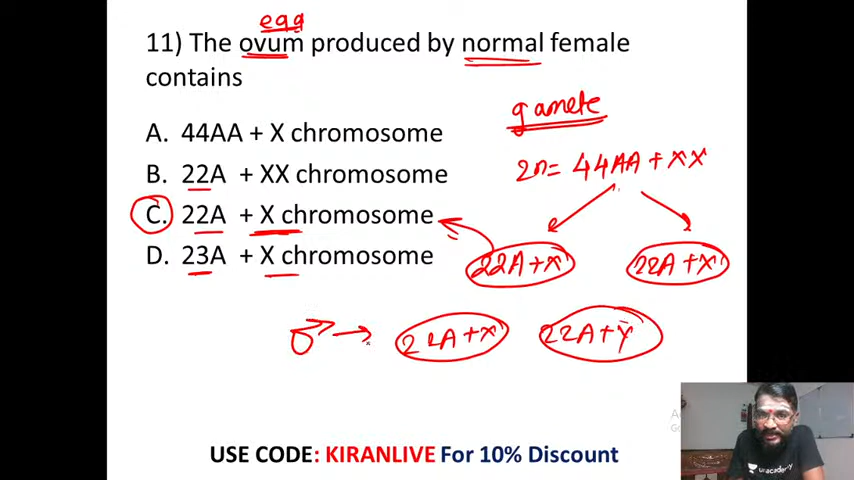 egg
11) The ovum produced by normal female
contains
gamete
A. 44AA + X chromosome
2n= 44AA + XX
B. 22A + XX chromosome
C. 22A + X chromosome
22A + X
22A + X
D. 23A + X chromosome
22A + X
22A + Y
unacademy
USE CODE: KIRANLIVE For 10% Discount